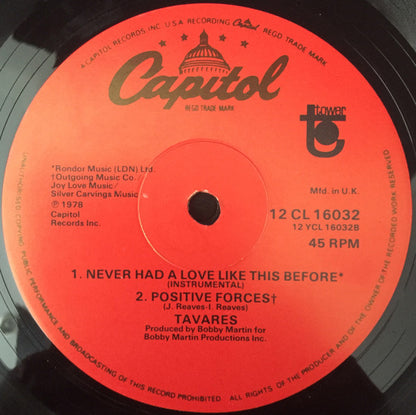 A CAPITOL RECORDS INC. U.S.A. RECORDING
REGD TRADE MARK
Capitol
REGD TRADE MARK
tower
*Rondor Music (LDN) Ltd.
†Outgoing Music Co./
Joy Love Music/
Silver Carvings Music
℗ 1978
Capitol
Records Inc.
Mfd. in U.K.
12 CL 16032
12 YCL 16032B
45 RPM
1. NEVER HAD A LOVE LIKE THIS BEFORE*
(INSTRUMENTAL)
2. POSITIVE FORCES†
(J. Reaves-I. Reaves)
TAVARES
Produced by Bobby Martin for
Bobby Martin Productions Inc.
UNAUTHORISED COPYING PUBLIC PERFORMANCE AND BROADCASTING OF THIS RECORD PROHIBITED. ALL RIGHTS OF THE PRODUCER AND OF THE OWNER OF THE RECORDED WORK RESERVED